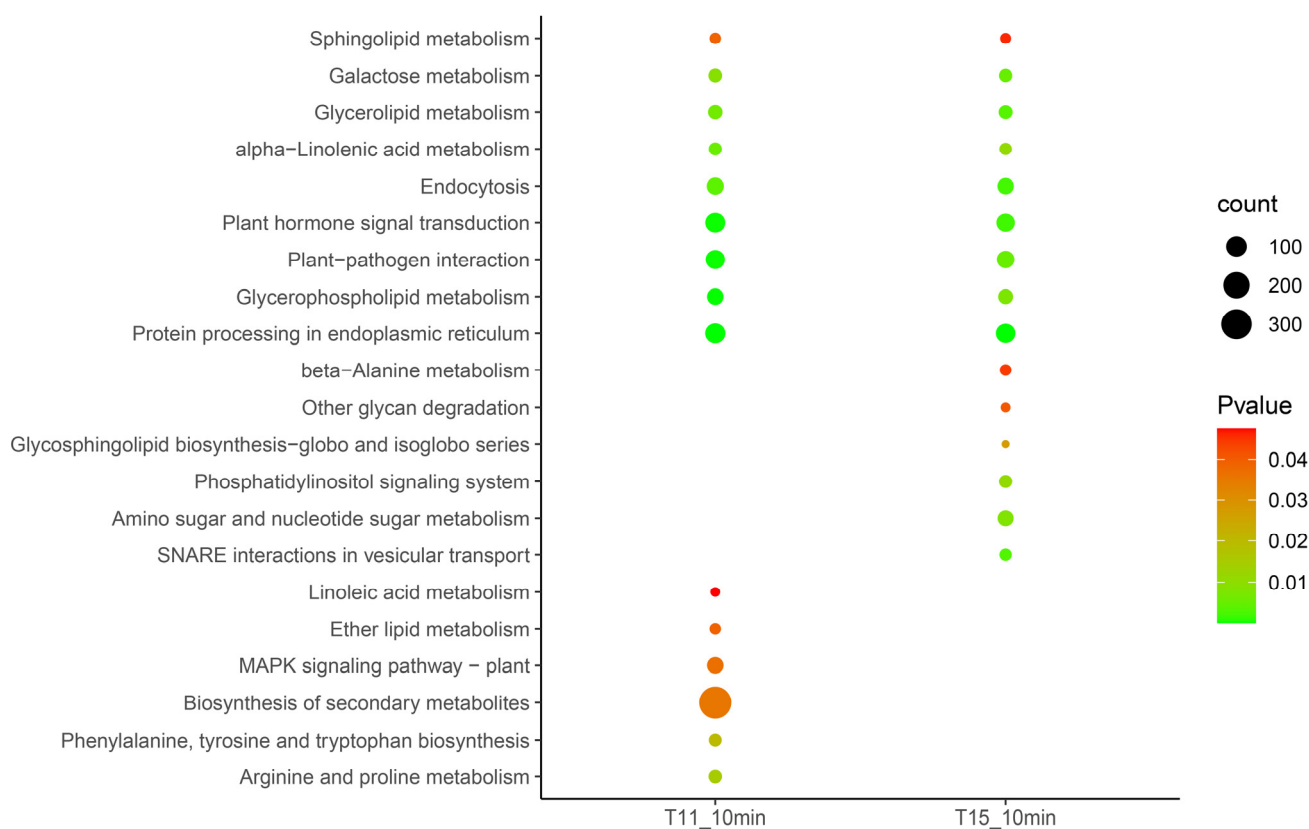 Sphingolipid metabolism
Galactose metabolism
Glycerolipid metabolism
alpha−Linolenic acid metabolism
Endocytosis
Plant hormone signal transduction
Plant−pathogen interaction
Glycerophospholipid metabolism
Protein processing in endoplasmic reticulum
beta−Alanine metabolism
Other glycan degradation
Glycosphingolipid biosynthesis−globo and isoglobo series
Phosphatidylinositol signaling system
Amino sugar and nucleotide sugar metabolism
SNARE interactions in vesicular transport
Linoleic acid metabolism
Ether lipid metabolism
MAPK signaling pathway − plant
Biosynthesis of secondary metabolites
Phenylalanine, tyrosine and tryptophan biosynthesis
Arginine and proline metabolism
T11_10min
T15_10min
count
100
200
300
Pvalue
0.04
0.03
0.02
0.01